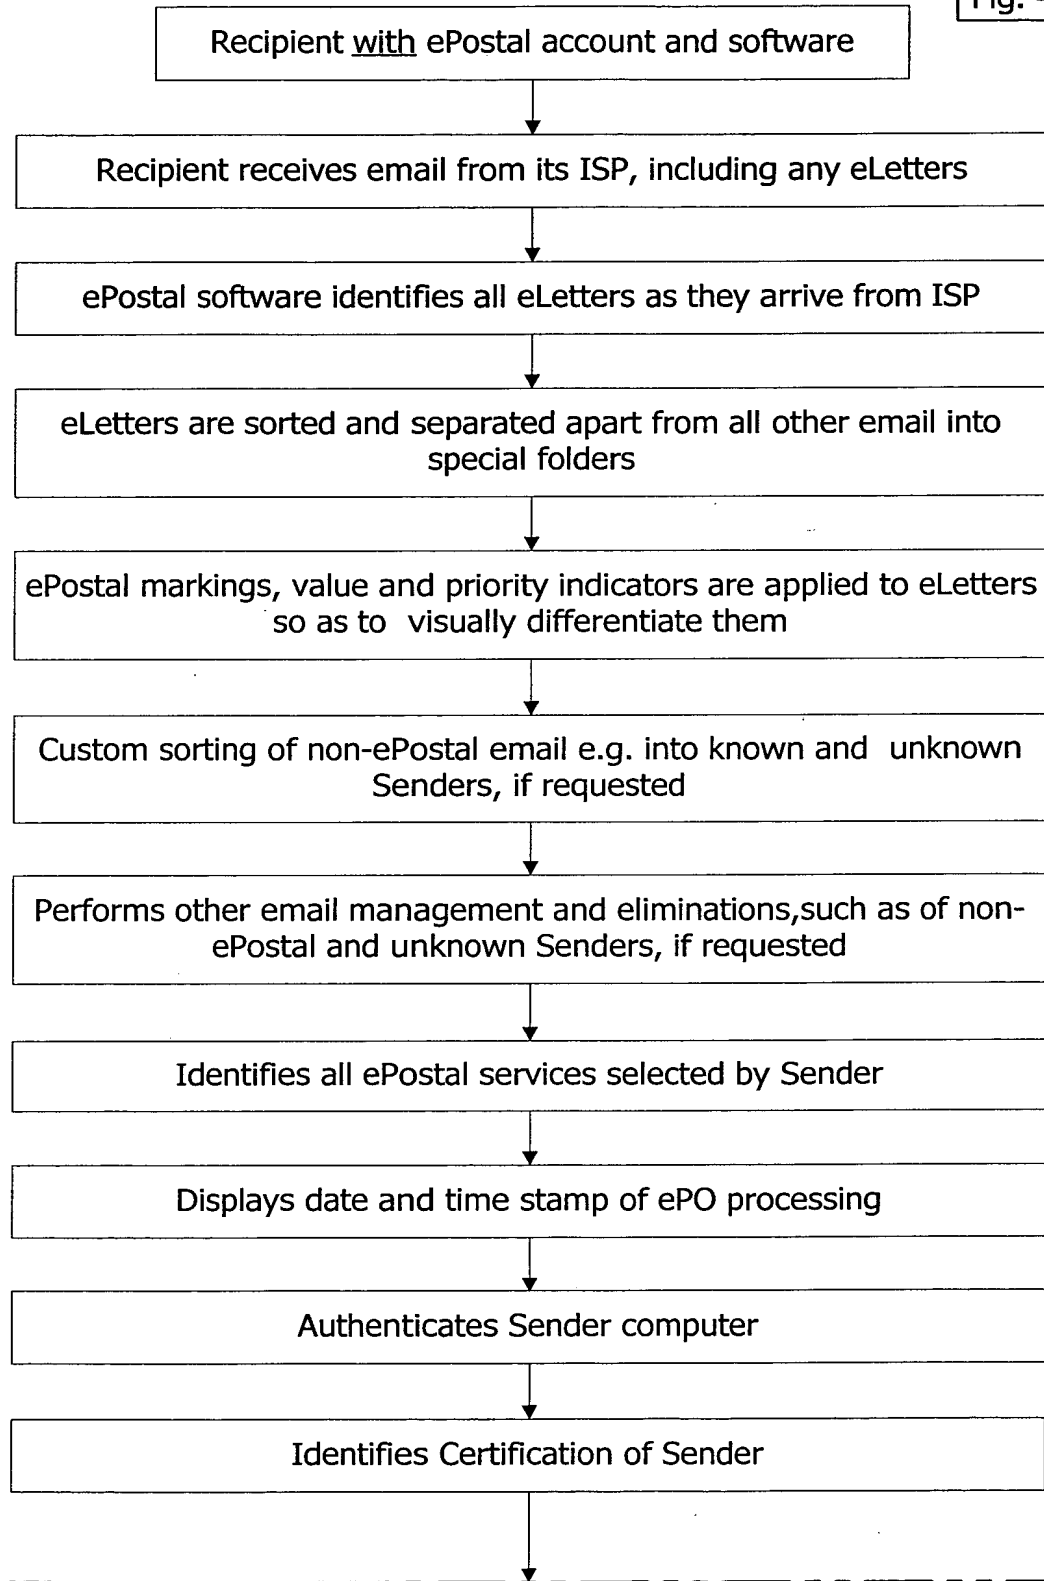 Fig.
Recipient with ePostal account and software
Recipient receives email from its ISP, including any eLetters
ePostal software identifies all eLetters as they arrive from ISP
eLetters are sorted and separated apart from all other email into
special folders
ePostal markings, value and priority indicators are applied to eLetters
so as to visually differentiate them
Custom sorting of non-ePostal email e.g. into known and unknown
Senders, if requested
Performs other email management and eliminations,such as of non-
ePostal and unknown Senders, if requested
Identifies all ePostal services selected by Sender
Displays date and time stamp of ePO processing
Authenticates Sender computer
Identifies Certification of Sender